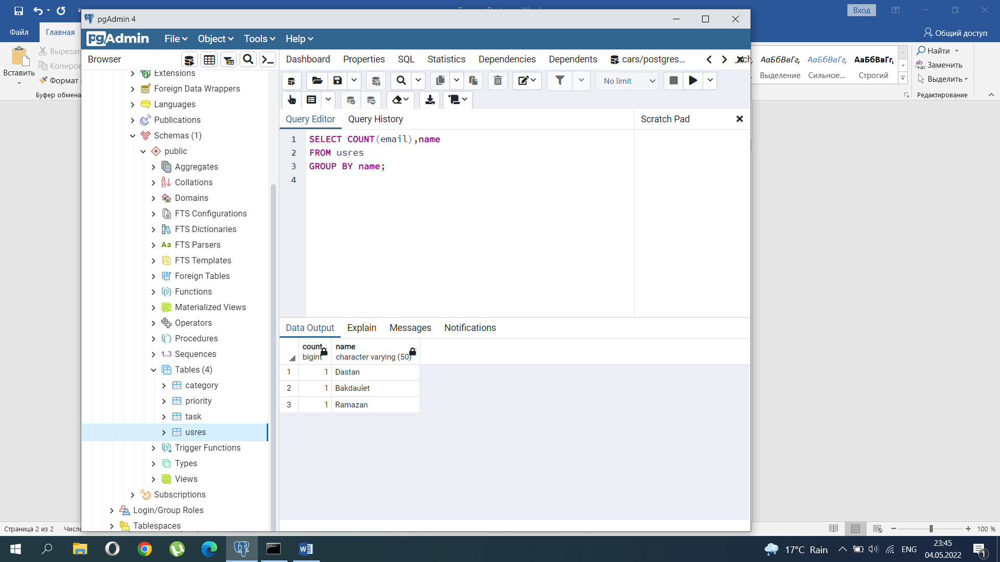 Вход
pgAdmin 4
Файл
Главная
Общий доступ
pgAdmin
File
Object
Tools
Help
Вставить
Вырезать
Формат
Буфер обмена
Browser
Dashboard
Properties
SQL
Statistics
Dependencies
Dependents
cars/postgres...
No limit
АаБбВвГг,
АаБбВвГг,
АаБбВвГг,
Выделение
Сильное...
Строгий
Найти
Заменить
Выделить
Редактирование
Extensions
Foreign Data Wrappers
Languages
Publications
Schemas (1)
public
Aggregates
Collations
Domains
FTS Configurations
FTS Dictionaries
FTS Parsers
FTS Templates
Foreign Tables
Functions
Materialized Views
Operators
Procedures
1..3 Sequences
Tables (4)
category
priority
task
usres
Trigger Functions
Types
Views
Subscriptions
Login/Group Roles
Tablespaces
Query Editor
Query History
Scratch Pad
1 SELECT COUNT(email),name
2 FROM usres
3 GROUP BY name;
4
Data Output
Explain
Messages
Notifications
count
bigint
name
character varying (50)
1 1 Dastan
2 1 Bakdaulet
3 1 Ramazan
Страница 2 из 2
100 %
17°C Rain
ENG
23:45
04.05.2022
1